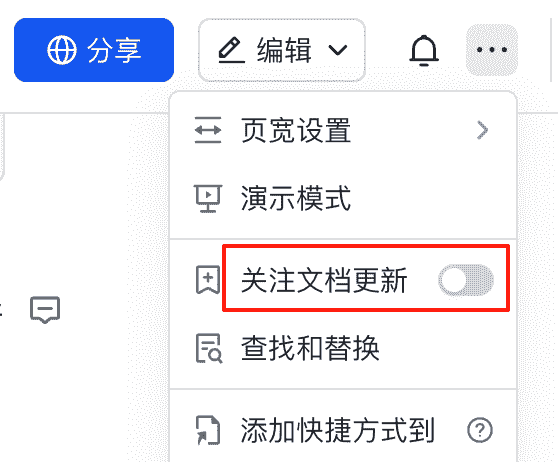 分享
编辑
页宽设置
演示模式
关注文档更新
查找和替换
添加快捷方式到